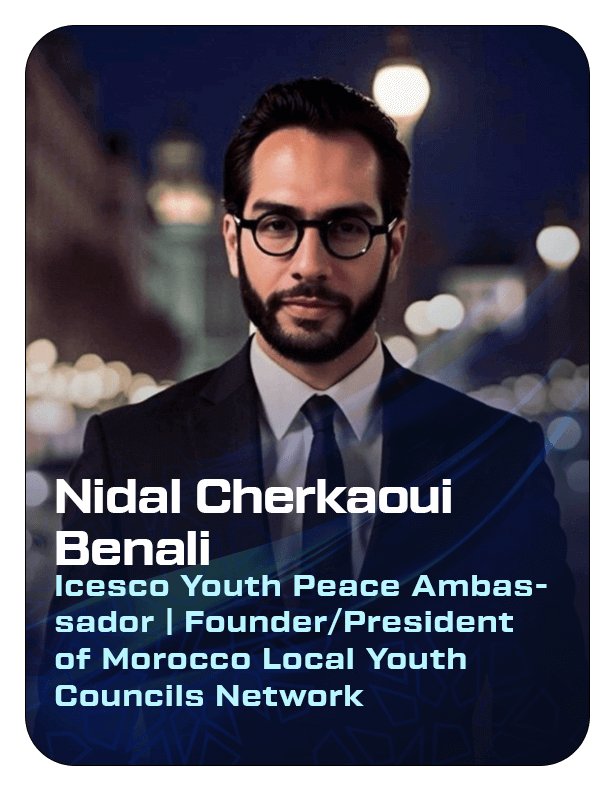 Nidal Cherkaoui
Benali
Icesco Youth Peace Ambas-
sador | Founder/President
of Morocco Local Youth
Councils Network